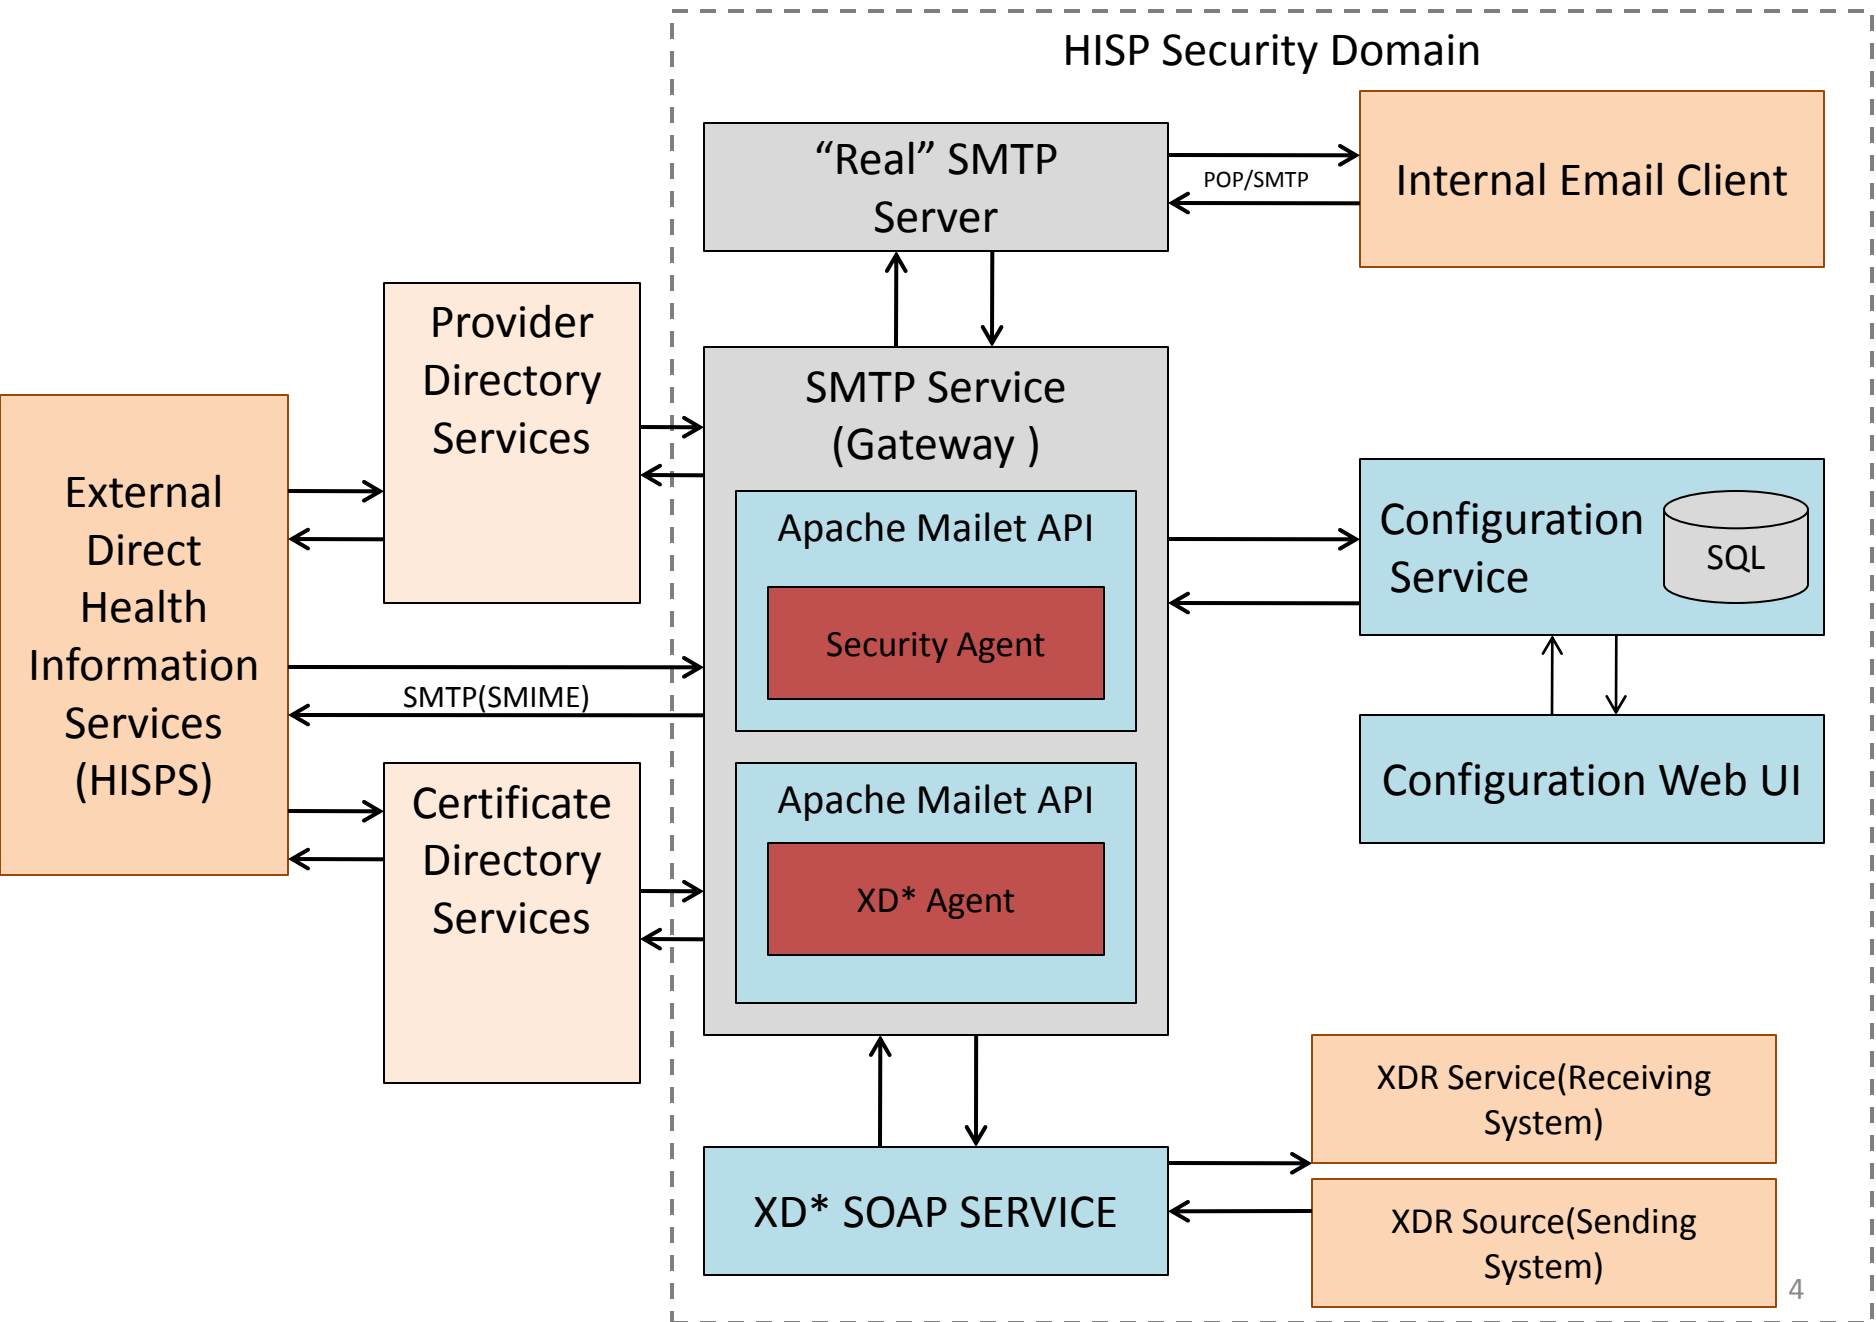 HISP Security Domain
“Real” SMTP
Server
POP/SMTP
Internal Email Client
Provider
Directory
Services
SMTP Service
(Gateway )
External
Direct
Health
Information
Services
(HISPS)
Apache Mailet API
Security Agent
Configuration
Service
SQL
SMTP(SMIME)
Configuration Web UI
Certificate
Directory
Services
Apache Mailet API
XD* Agent
XDR Service(Receiving
System)
XD* SOAP SERVICE
XDR Source(Sending
System)
4